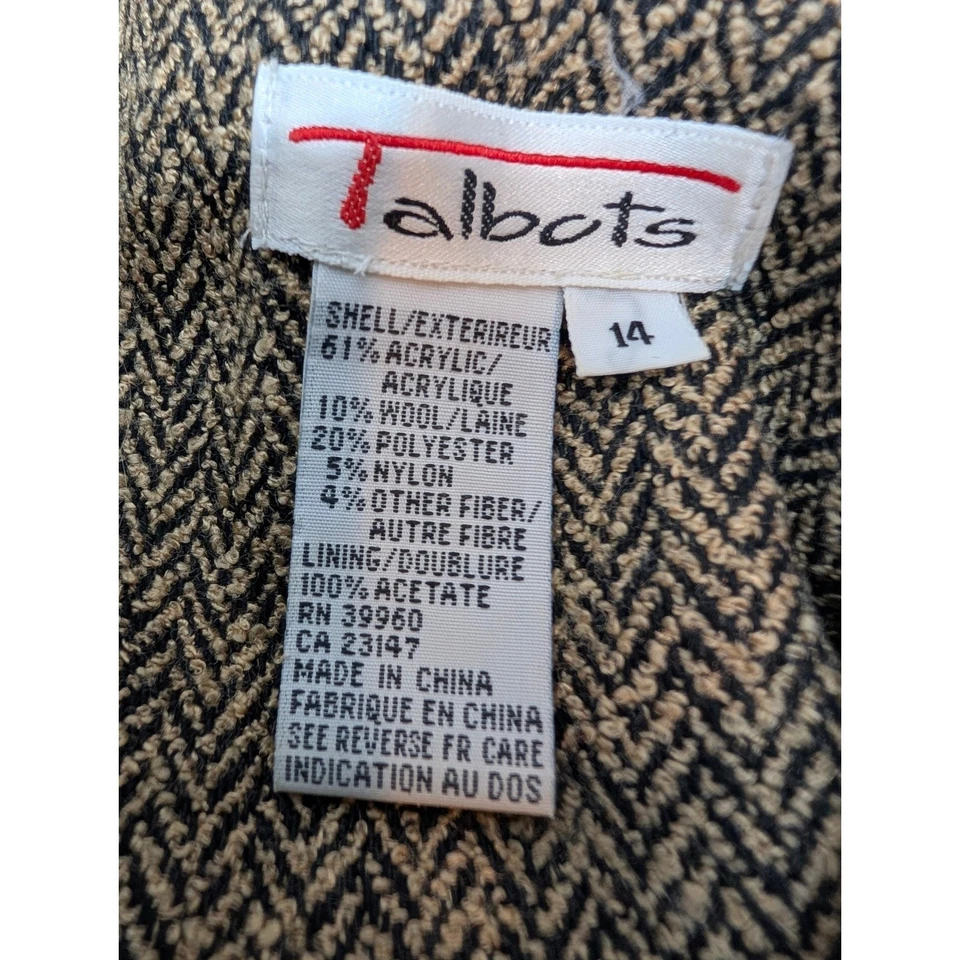 Talbots
14
SHELL/EXTERIREUR
61% ACRYLIC/
ACRYLIQUE
10% WOOL/LAINE
20% POLYESTER
5% NYLON
4% OTHER FIBER/
AUTRE FIBRE
LINING/DOUBLURE
100% ACETATE
RN 39960
CA 23147
MADE IN CHINA
FABRIQUE EN CHINA
SEE REVERSE FR CARE
INDICATION AU DOS